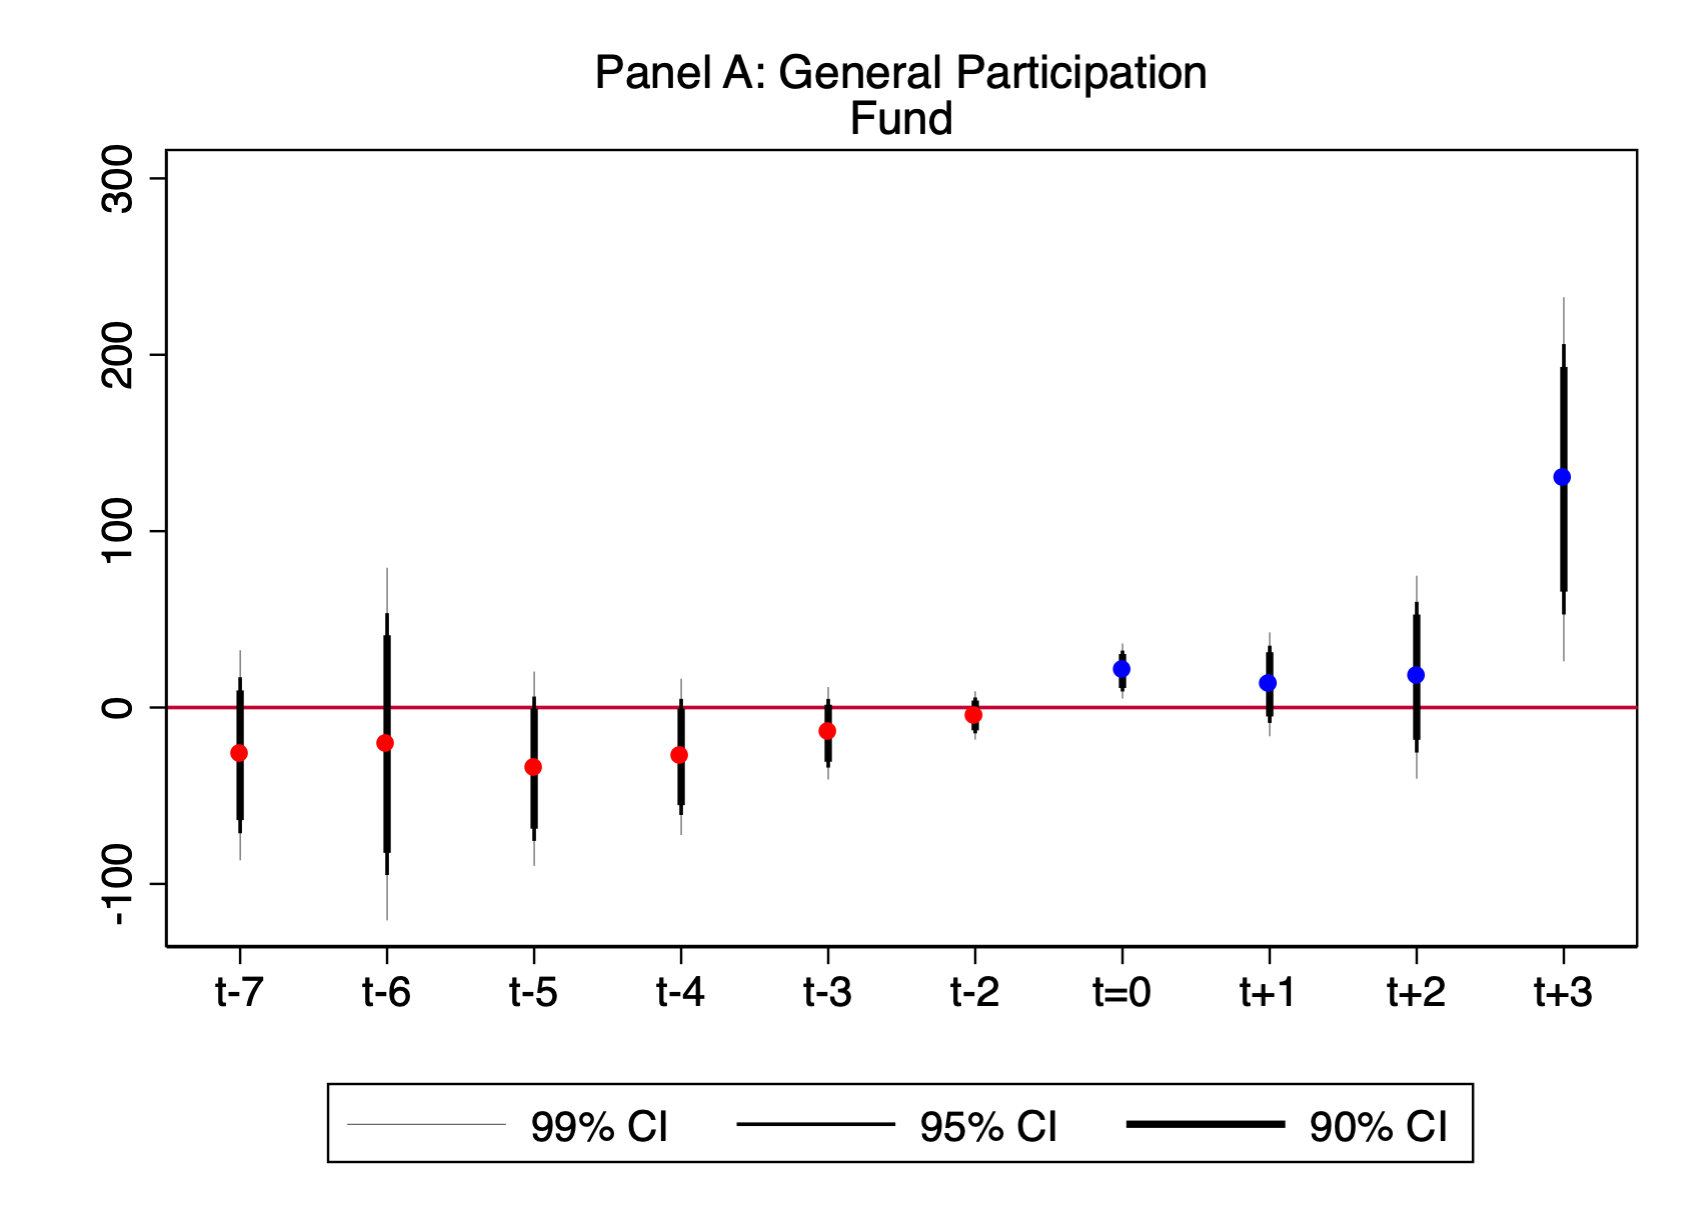 Panel A: General Participation
Fund
300
200
100
0
-100
t-7 t-6 t-5 t-4 t-3 t-2 t=0 t+1 t+2 t+3
99% CI 95% CI 90% CI